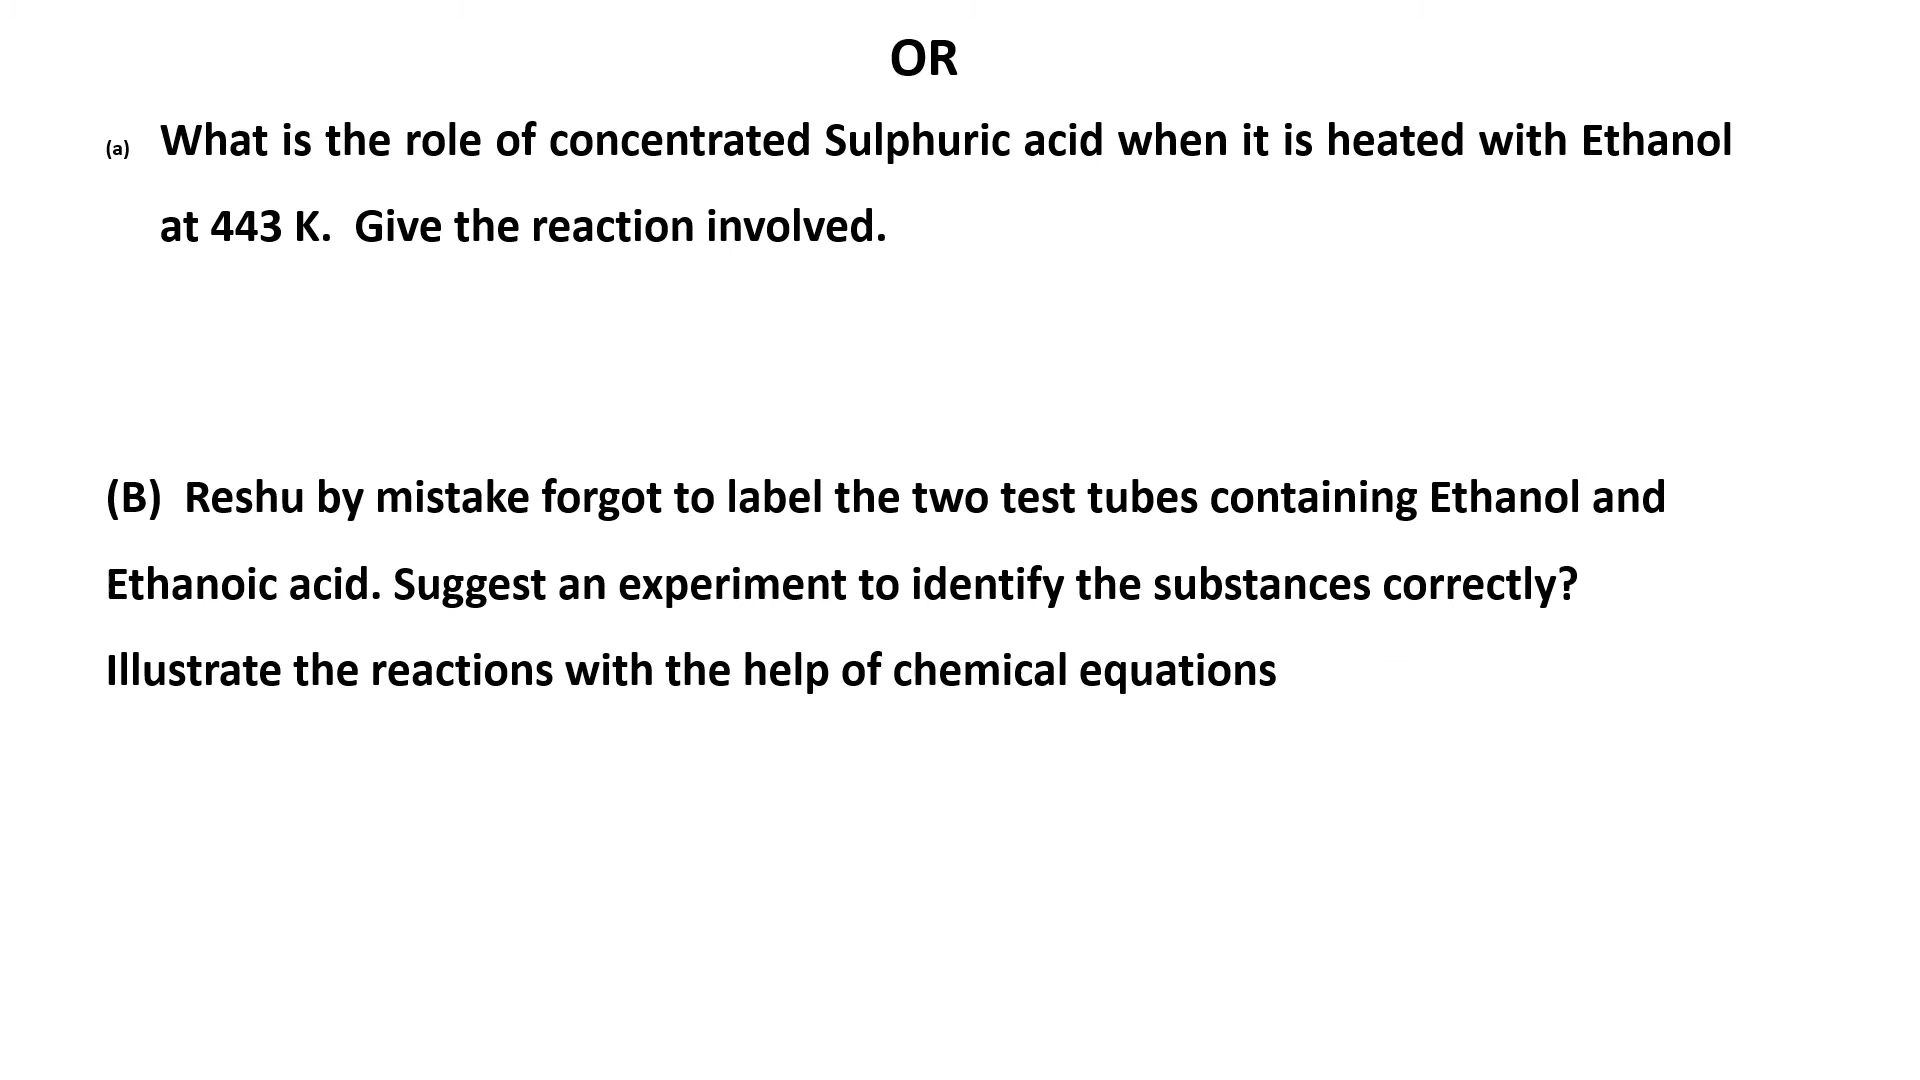 OR
(a) What is the role of concentrated Sulphuric acid when it is heated with Ethanol
at 443 K.  Give the reaction involved.
(B)  Reshu by mistake forgot to label the two test tubes containing Ethanol and
Ethanoic acid. Suggest an experiment to identify the substances correctly?
Illustrate the reactions with the help of chemical equations